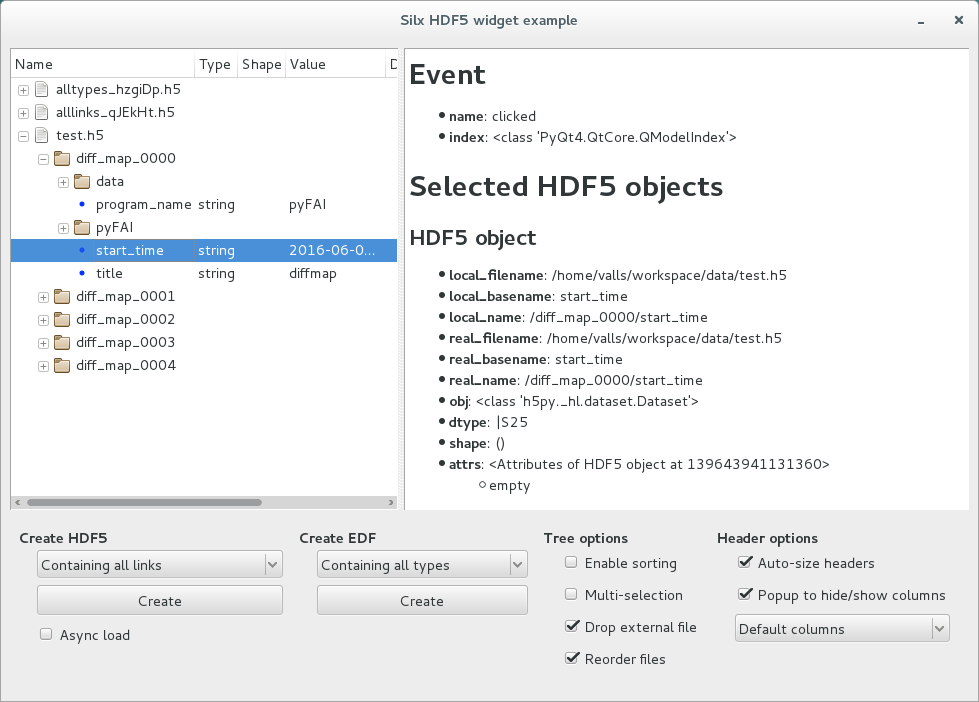 Silx HDF5 widget example
Name Type Shape Value D
alltypes_hzgiDp.h5
alllinks_qJEkHt.h5
test.h5
diff_map_0000
data
program_name string pyFAI
pyFAI
start_time string 2016-06-0...
title string diffmap
diff_map_0001
diff_map_0002
diff_map_0003
diff_map_0004
Event
name: clicked
index: <class 'PyQt4.QtCore.QModelIndex'>
Selected HDF5 objects
HDF5 object
local_filename: /home/valls/workspace/data/test.h5
local_basename: start_time
local_name: /diff_map_0000/start_time
real_filename: /home/valls/workspace/data/test.h5
real_basename: start_time
real_name: /diff_map_0000/start_time
obj: <class 'h5py._hl.dataset.Dataset'>
dtype: |S25
shape: ()
attrs: <Attributes of HDF5 object at 139643941131360>
empty
Create HDF5
Containing all links
Create
Async load
Create EDF
Containing all types
Create
Tree options
Enable sorting
Multi-selection
Drop external file
Reorder files
Header options
Auto-size headers
Popup to hide/show columns
Default columns